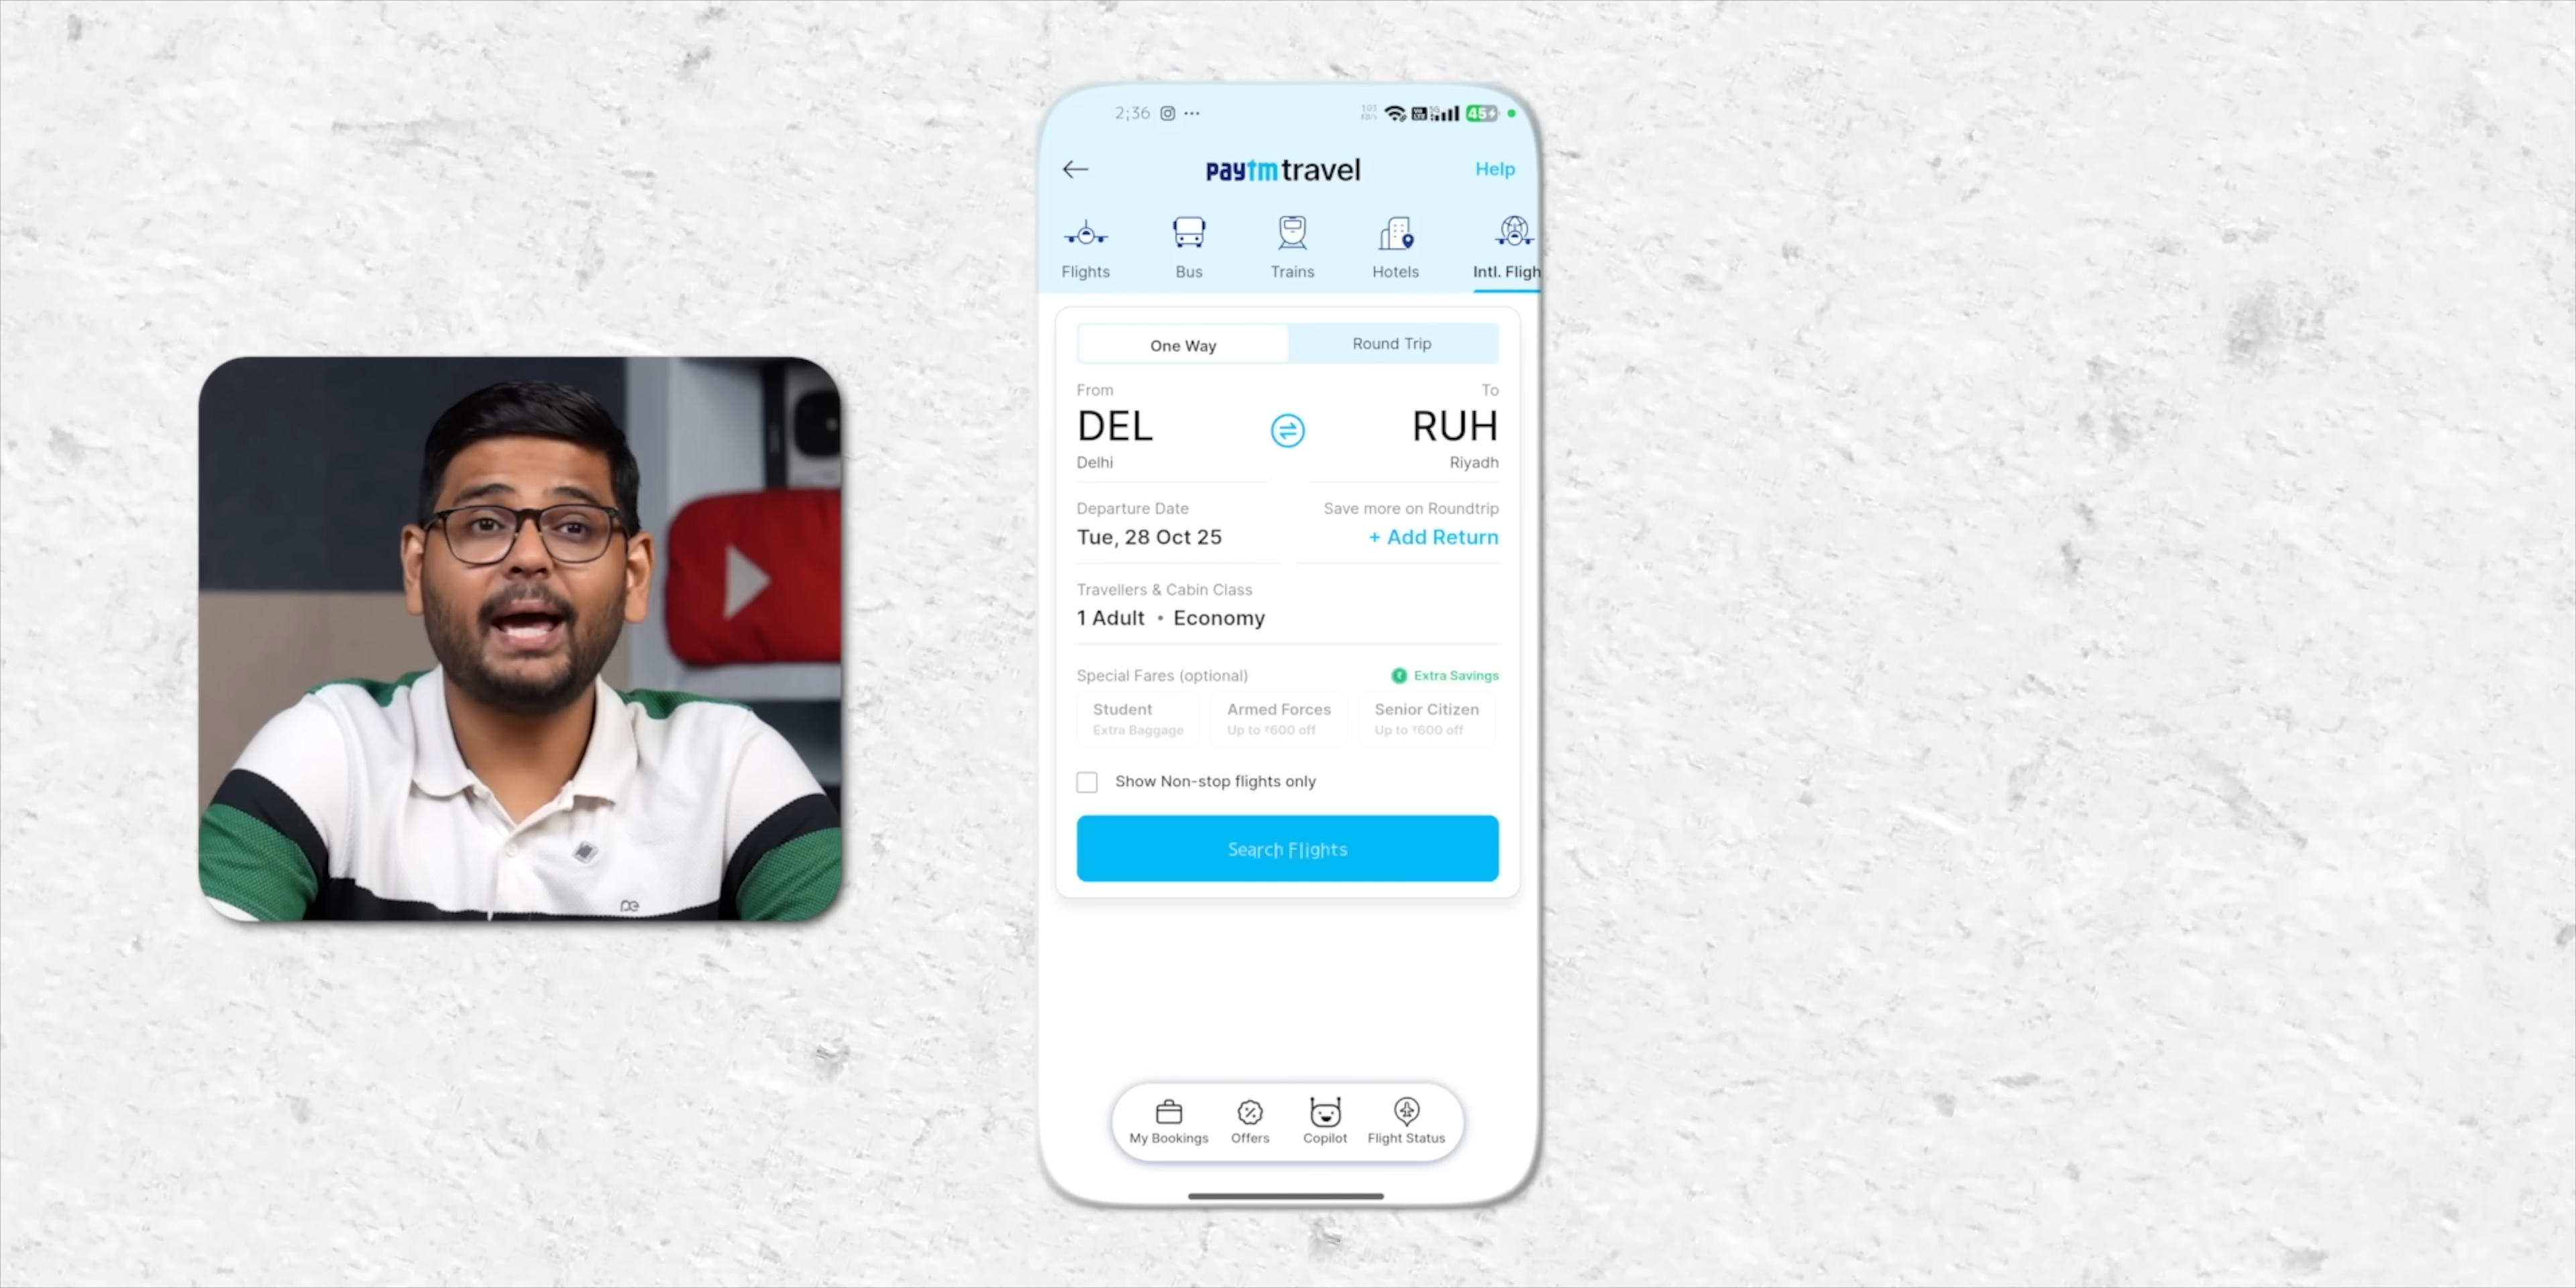 2:36
45
paytm travel
Help
Flights
Bus
Trains
Hotels
Intl. Fligh
One Way
Round Trip
From
To
DEL
RUH
Delhi
Riyadh
Departure Date
Save more on Roundtrip
Tue, 28 Oct 25
+ Add Return
Travellers & Cabin Class
1 Adult • Economy
Special Fares (optional)
Extra Savings
Student
Armed Forces
Senior Citizen
Extra Baggage
Up to ₹600 off
Up to ₹600 off
Show Non-stop flights only
Search Flights
My Bookings
Offers
Copilot
Flight Status